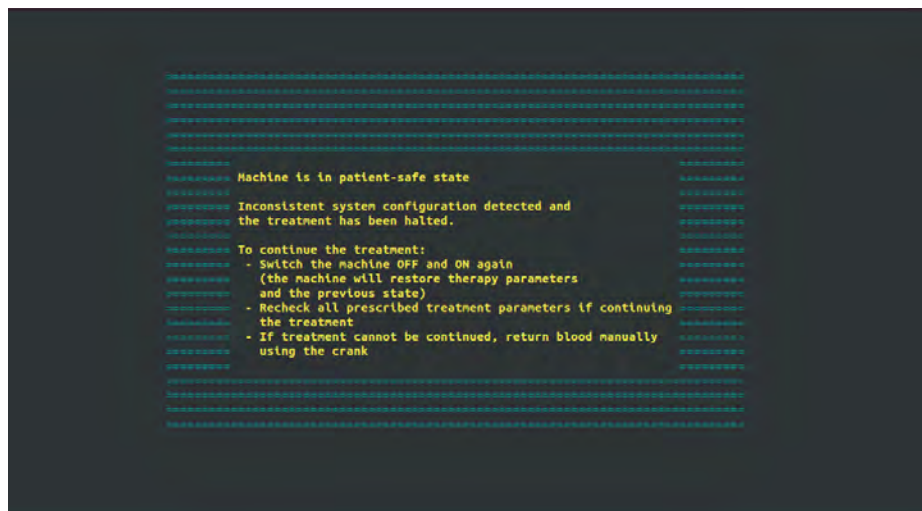 Machine is in patient-safe state
Inconsistent system configuration detected and
the treatment has been halted.
To continue the treatment:
- Switch the machine OFF and ON again
(the machine will restore therapy parameters
and the previous state)
- Recheck all prescribed treatment parameters if continuing
the treatment
- If treatment cannot be continued, return blood manually
using the crank